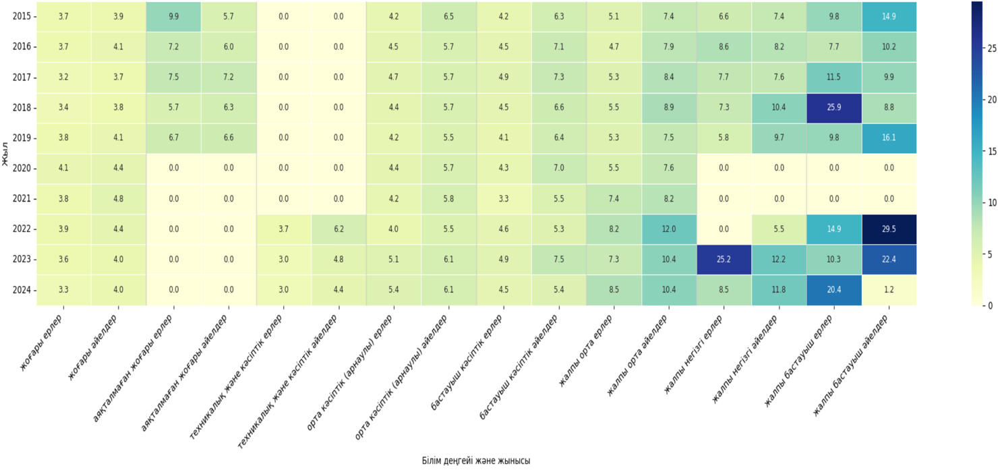 2015 3.7 3.9 9.9 5.7 0.0 0.0 4.2 6.5 4.2 6.3 5.1 7.4 6.6 7.4 9.8 14.9
2016 3.7 4.1 7.2 6.0 0.0 0.0 4.5 5.7 4.5 7.1 4.7 7.9 8.6 8.2 7.7 10.2
2017 3.2 3.7 7.5 7.2 0.0 0.0 4.7 5.7 4.9 7.3 5.3 8.4 7.7 7.6 11.5 9.9
2018 3.4 3.8 5.7 6.3 0.0 0.0 4.4 5.7 4.5 6.6 5.5 8.9 7.3 10.4 25.9 8.8
2019 3.8 4.1 6.7 6.6 0.0 0.0 4.2 5.5 4.1 6.4 5.3 7.5 5.8 9.7 9.8 16.1
2020 4.1 4.4 0.0 0.0 0.0 0.0 4.4 5.7 4.3 7.0 5.5 7.6 0.0 0.0 0.0 0.0
2021 3.8 4.8 0.0 0.0 0.0 0.0 4.2 5.8 3.3 5.5 7.4 8.2 0.0 0.0 0.0 0.0
2022 3.9 4.4 0.0 0.0 3.7 6.2 4.0 5.5 4.6 5.3 8.2 12.0 0.0 5.5 14.9 29.5
2023 3.6 4.0 0.0 0.0 3.0 4.8 5.1 6.1 4.9 7.5 7.3 10.4 25.2 12.2 10.3 22.4
2024 3.3 4.0 0.0 0.0 3.0 4.4 5.4 6.1 4.5 5.4 8.5 10.4 8.5 11.8 20.4 1.2
Жыл
жоғары ерлер
жоғары әйелдер
аяқталмаған жоғары ерлер
аяқталмаған жоғары әйелдер
техникалық және кәсіптік ерлер
техникалық және кәсіптік әйелдер
орта кәсіптік (арнаулы) ерлер
орта кәсіптік (арнаулы) әйелдер
бастауыш кәсіптік ерлер
бастауыш кәсіптік әйелдер
жалпы орта ерлер
жалпы орта әйелдер
жалпы негізгі ерлер
жалпы негізгі әйелдер
жалпы бастауыш ерлер
жалпы бастауыш әйелдер
Білім деңгейі және жынысы
25
20
15
10
5
0